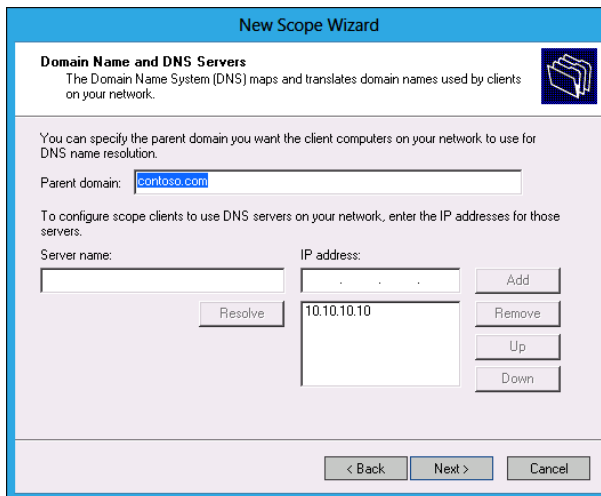 New Scope Wizard
Domain Name and DNS Servers
The Domain Name System (DNS) maps and translates domain names used by clients
on your network.
You can specify the parent domain you want the client computers on your network to use for
DNS name resolution.
Parent domain: contoso.com
To configure scope clients to use DNS servers on your network, enter the IP addresses for those
servers.
Server name: IP address:
. . . Add
Resolve 10.10.10.10 Remove
Up
Down
< Back Next > Cancel